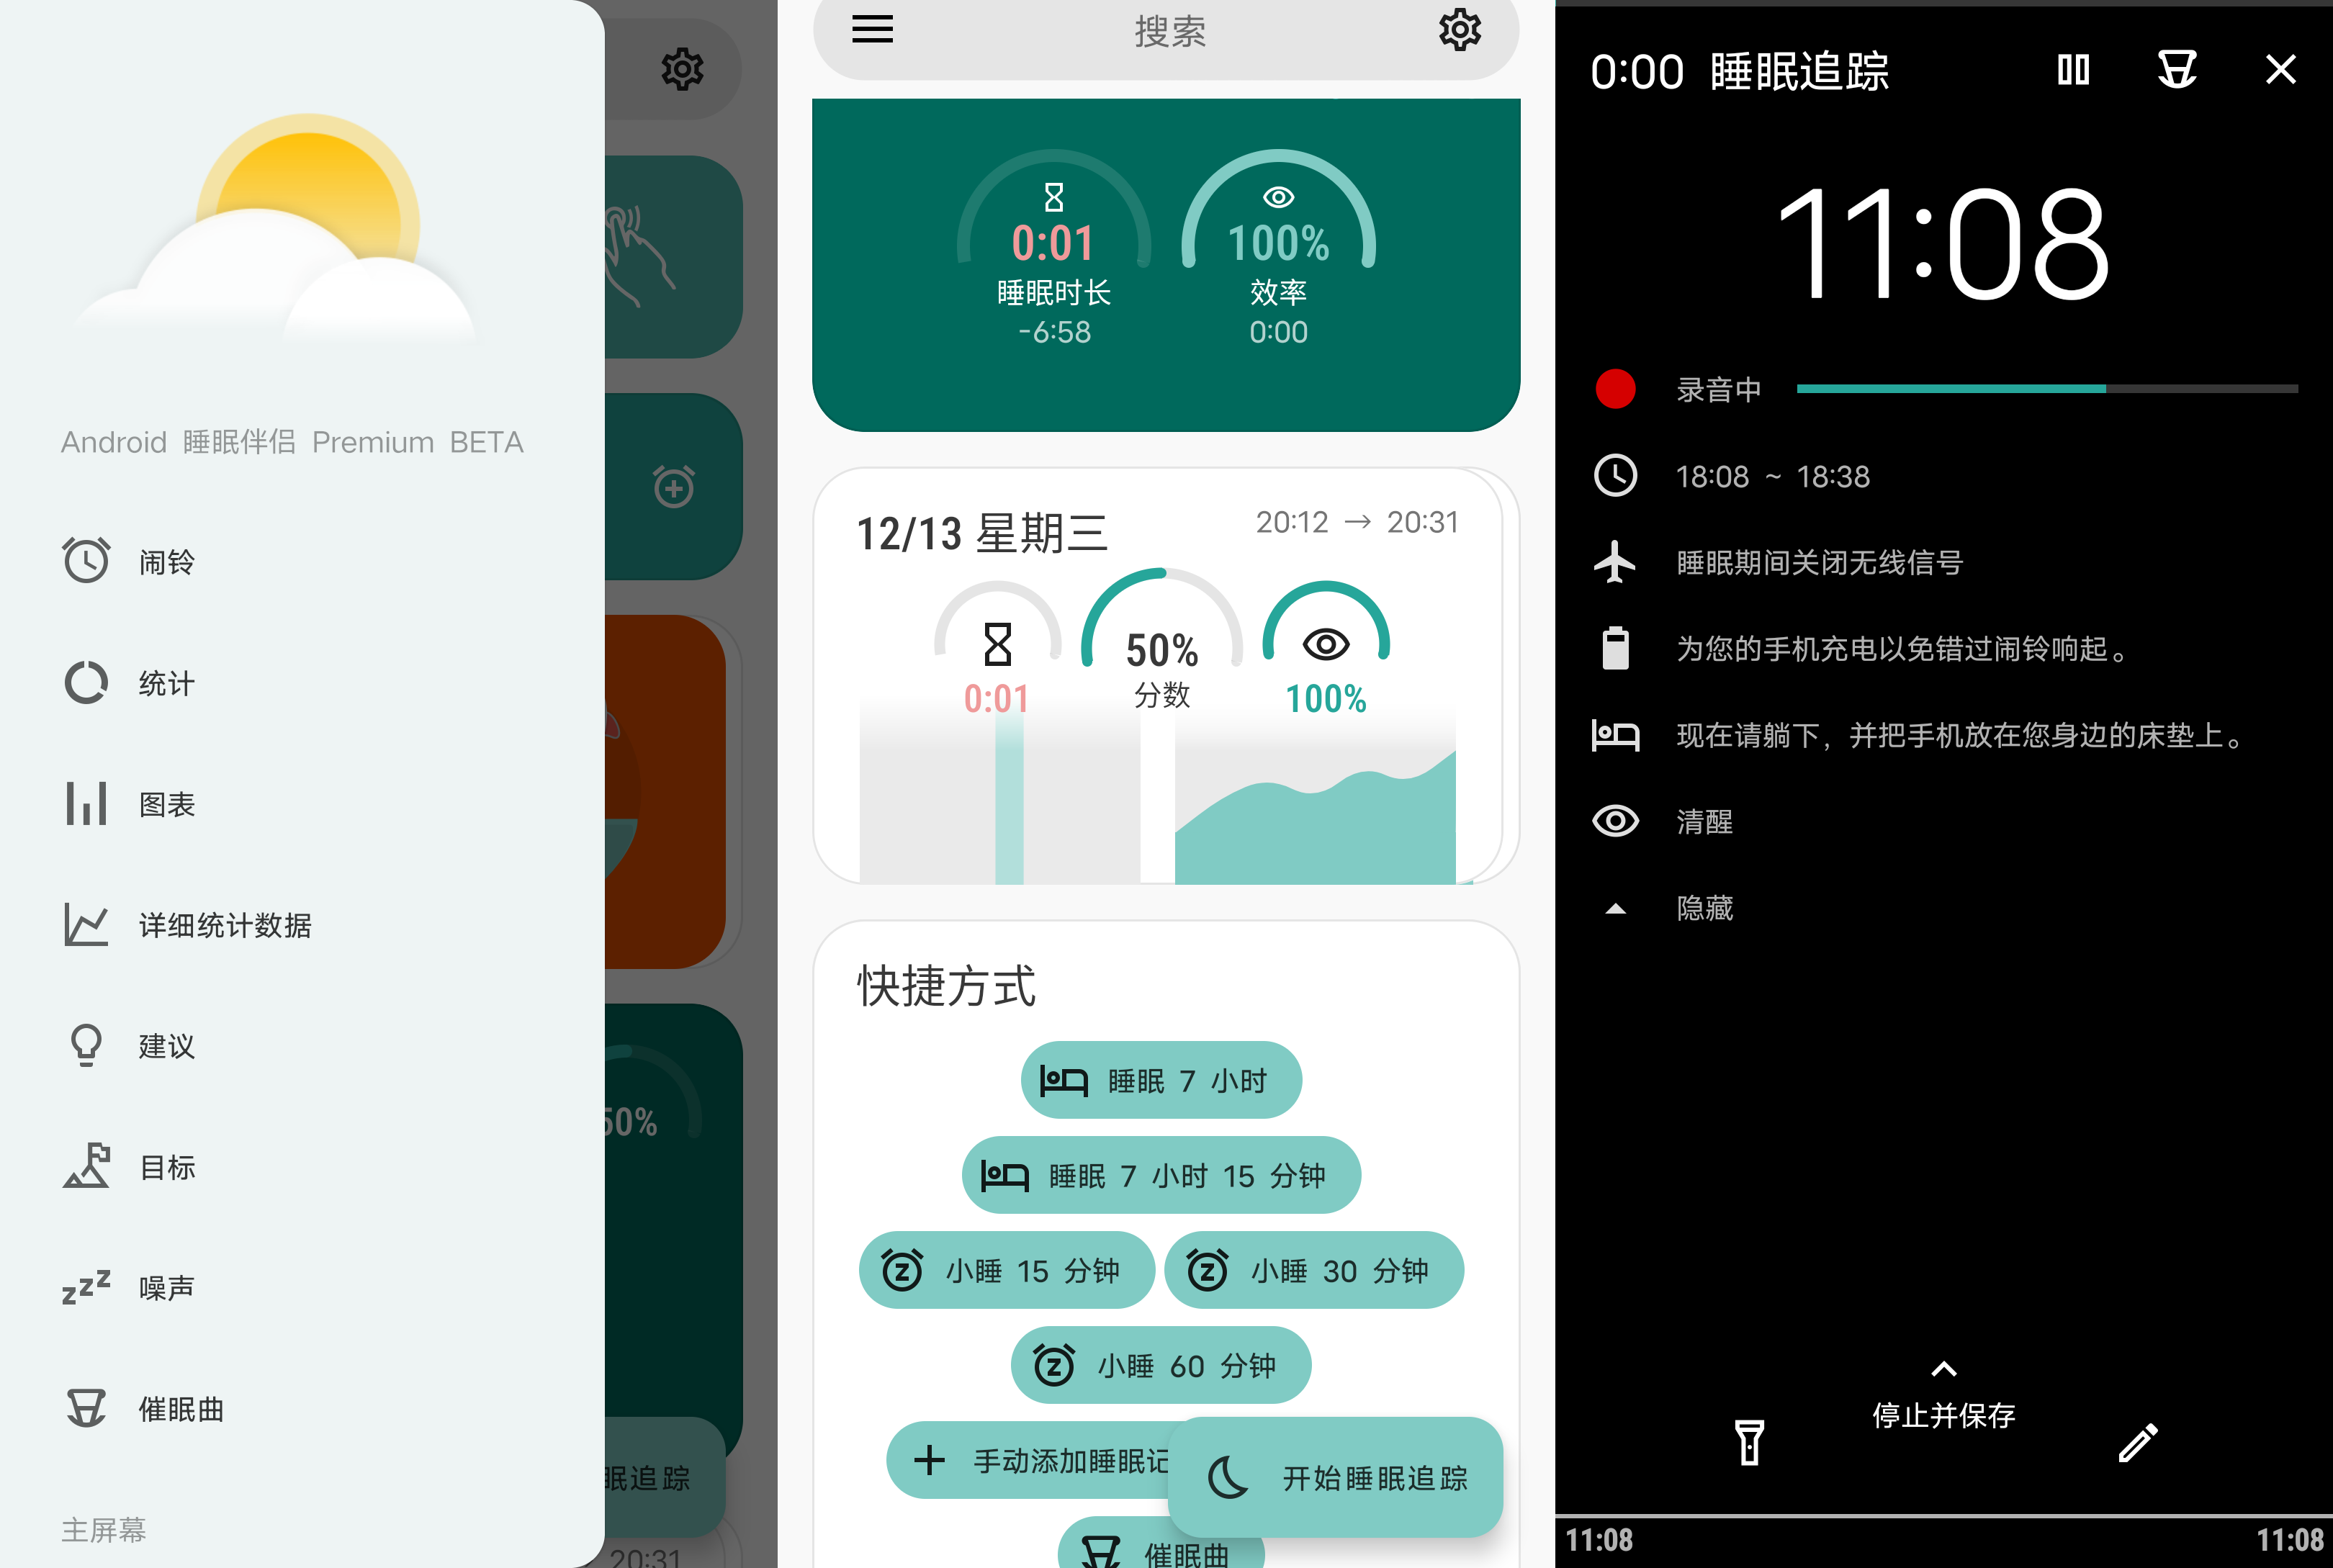 Android 睡眠伴侣 Premium BETA
闹铃
统计
图表
详细统计数据
建议
目标
噪声
催眠曲
主屏幕
50%
眠追踪
20:31
搜索
0:01
100%
睡眠时长
效率
-6:58
0:00
12/13 星期三
20:12 → 20:31
50%
0:01
分数
100%
快捷方式
睡眠 7 小时
睡眠 7 小时 15 分钟
小睡 15 分钟
小睡 30 分钟
小睡 60 分钟
手动添加睡眠记
开始睡眠追踪
催眠曲
0:00 睡眠追踪
11:08
录音中
18:08 ~ 18:38
睡眠期间关闭无线信号
为您的手机充电以免错过闹铃响起。
现在请躺下，并把手机放在您身边的床垫上。
清醒
隐藏
停止并保存
11:08
11:08